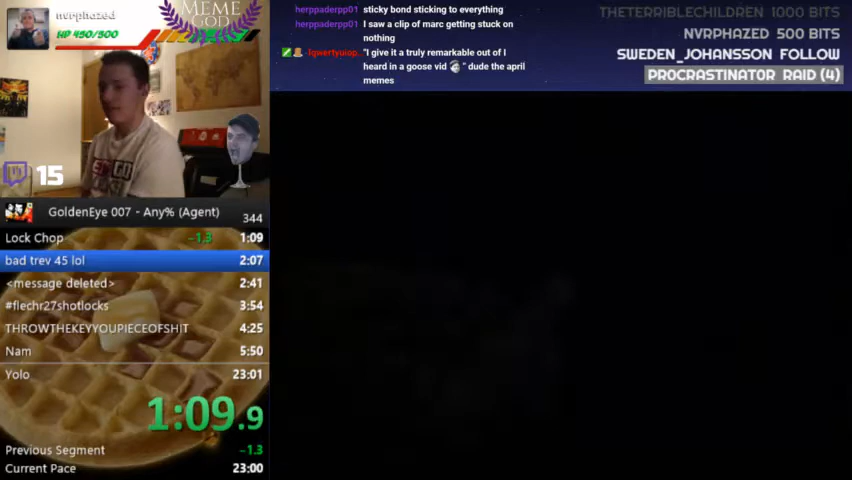 nvrphazed
HP 450/500
MEME
GOD
15
GoldenEye 007 - Any% (Agent)
344
Lock Chop -1.3 1:09
bad trev 45 lol 2:07
<message deleted> 2:41
#flechr27shotlocks 3:54
THROWTHEKEYYOUPIECEOFSHIT 4:25
Nam 5:50
Yolo 23:01
1:09.9
Previous Segment -1.3
Current Pace 23:00
herppaderpp01 sticky bond sticking to everything
herppaderpp01 I saw a clip of marc getting stuck on
nothing
lqwertyuiop.. "I give it a truly remarkable out of I
heard in a goose vid " dude the april
memes
THETERRIBLECHILDREN 1000 BITS
NVRPHAZED 500 BITS
SWEDEN_JOHANSSON FOLLOW
PROCRASTINATOR RAID (4)